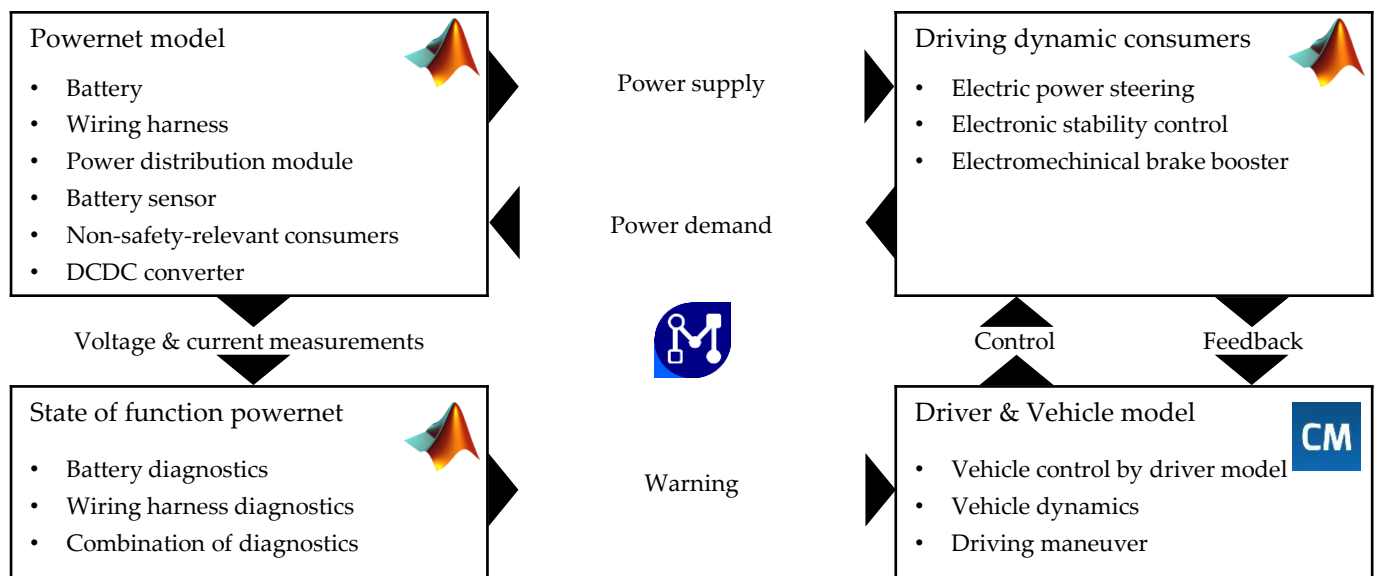 Powernet model
• Battery
• Wiring harness
• Power distribution module
• Battery sensor
• Non-safety-relevant consumers
• DCDC converter
Power supply
Power demand
Driving dynamic consumers
• Electric power steering
• Electronic stability control
• Electromechinical brake booster
Voltage & current measurements
Control
Feedback
State of function powernet
• Battery diagnostics
• Wiring harness diagnostics
• Combination of diagnostics
Warning
Driver & Vehicle model
CM
• Vehicle control by driver model
• Vehicle dynamics
• Driving maneuver